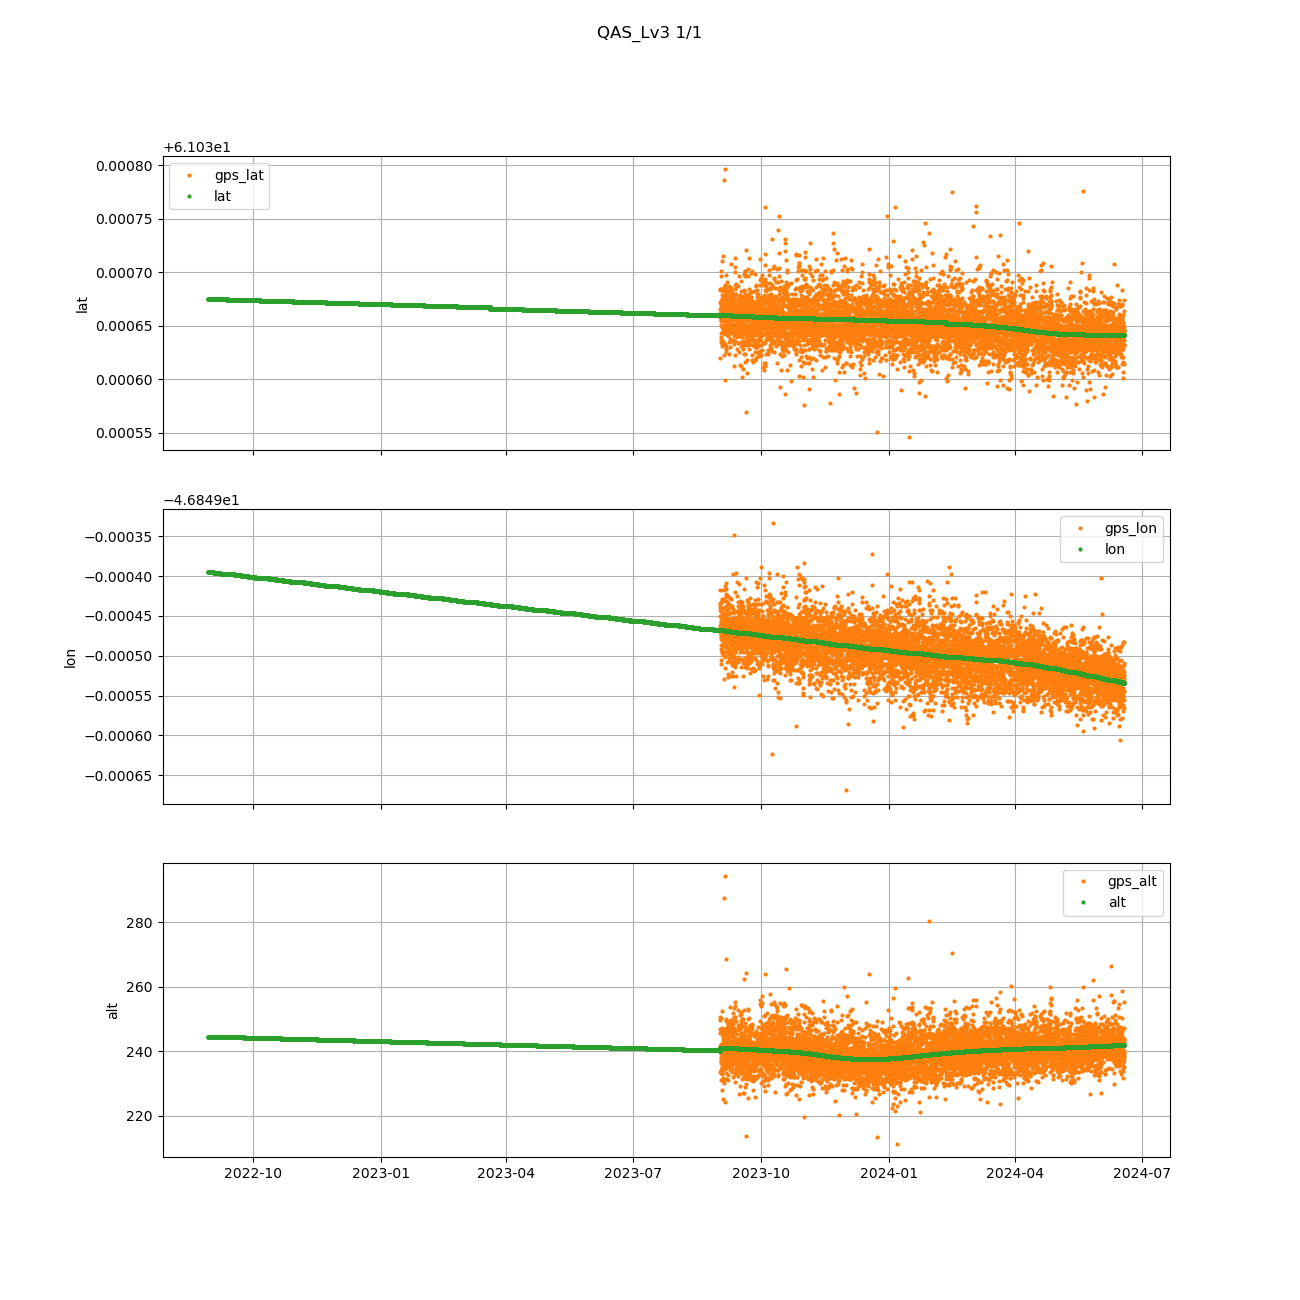 QAS_Lv3 1/1
+6.103e1
0.00080
0.00075
0.00070
0.00065
0.00060
0.00055
lat
gps_lat
lat
−4.6849e1
−0.00035
−0.00040
−0.00045
−0.00050
−0.00055
−0.00060
−0.00065
lon
gps_lon
lon
280
260
240
220
alt
gps_alt
alt
2022-10 2023-01 2023-04 2023-07 2023-10 2024-01 2024-04 2024-07